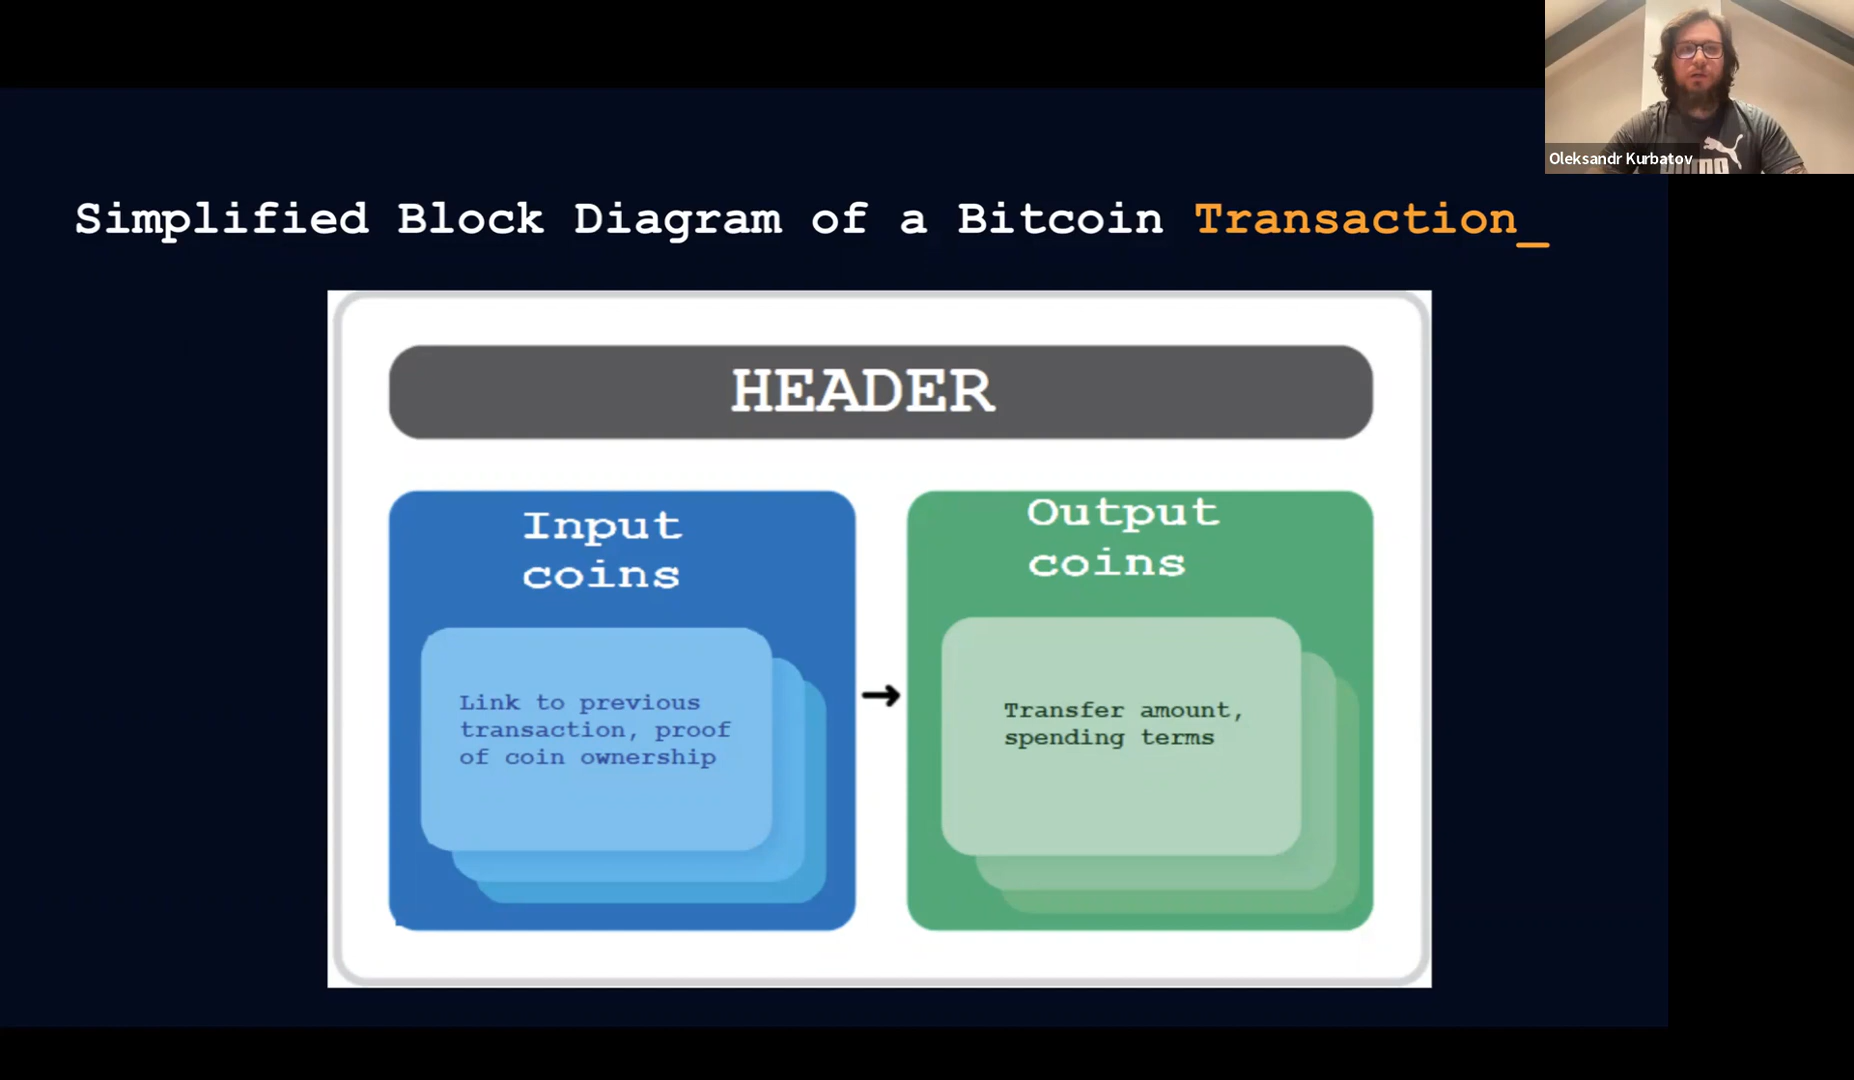 Oleksandr Kurbatov
Simplified Block Diagram of a Bitcoin Transaction_
HEADER
Input
coins
Output
coins
Link to previous
transaction, proof
of coin ownership
→
Transfer amount,
spending terms